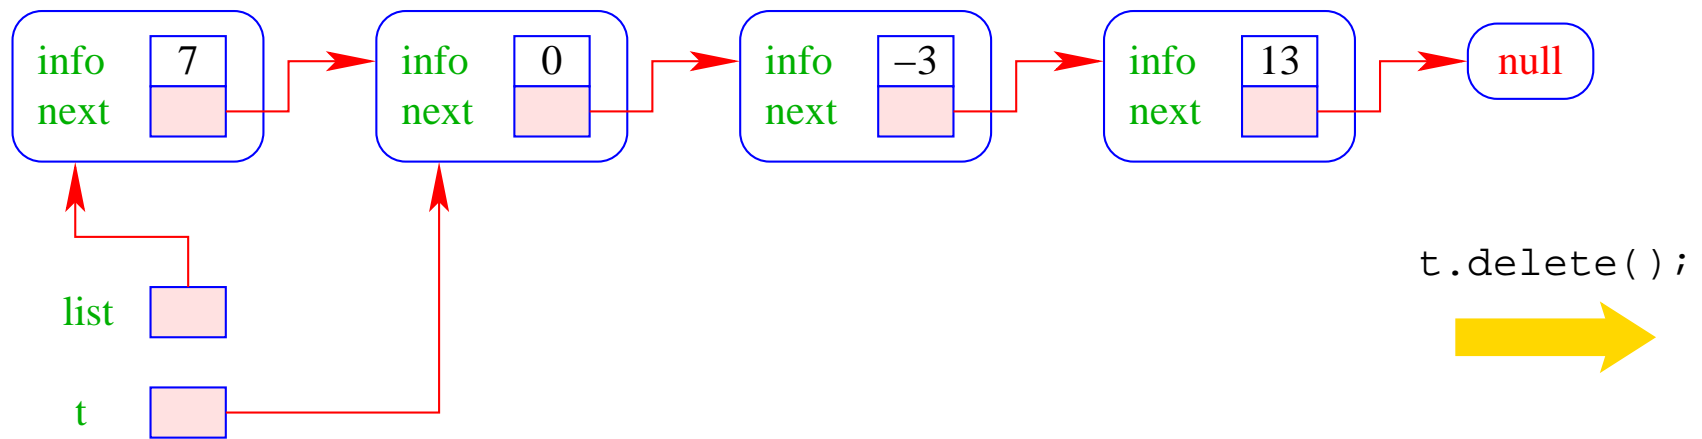 info 7 info 0 info −3 info 13 null
next next next next
t.delete();
list
t